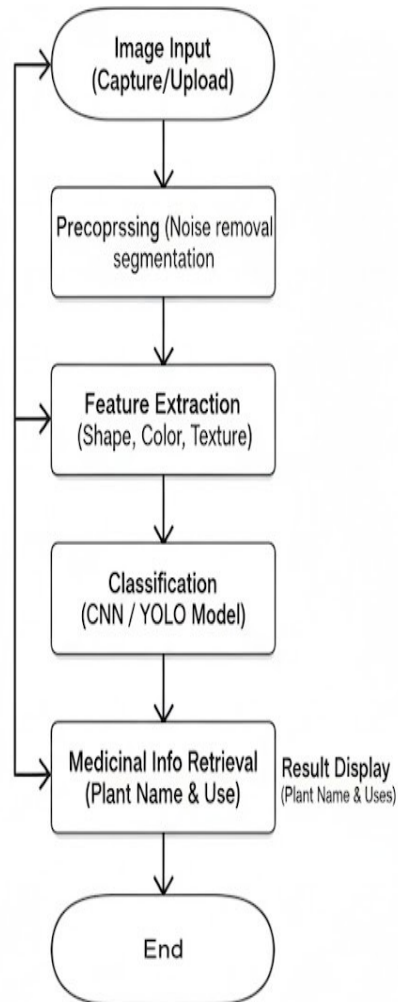 Image Input
(Capture/Upload)
Precoprssing (Noise removal
segmentation
Feature Extraction
(Shape, Color, Texture)
Classification
(CNN / YOLO Model)
Medicinal Info Retrieval
(Plant Name & Use)
Result Display
(Plant Name & Uses)
End